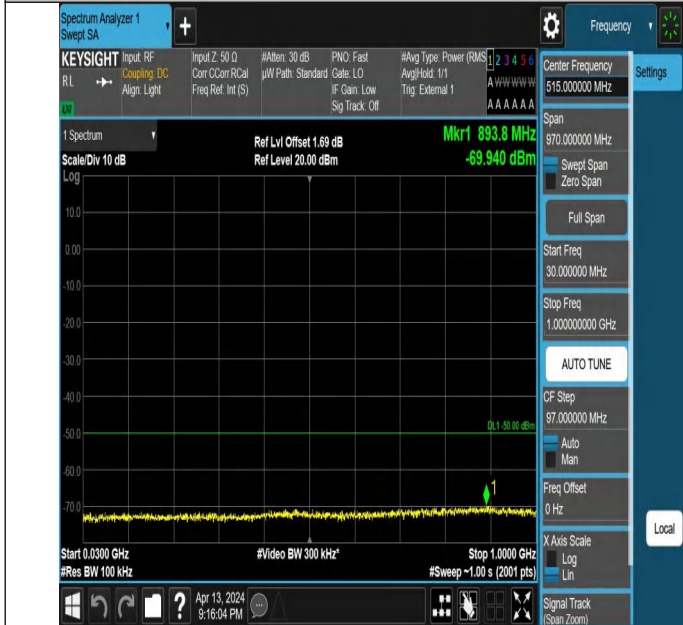 Spectrum Analyzer 1
Swept SA
+
Frequency
KEYSIGHT
RL
Input: RF
Coupling: DC
Align: Light
Input Z: 50 Ω
Corr CCorr RCal
Freq Ref: Int (S)
#Atten: 30 dB
µW Path: Standard
PNO: Fast
Gate: LO
IF Gain: Low
Sig Track: Off
#Avg Type: Power (RMS
Avg|Hold: 1/1
Trig: External 1
1 2 3 4 5 6
A W W W W W
A A A A A A
1 Spectrum
Scale/Div 10 dB
Log
Ref Lvl Offset 1.69 dB
Ref Level 20.00 dBm
Mkr1 893.8 MHz
-69.940 dBm
10.0
0.00
-10.0
-20.0
-30.0
-40.0
-50.0
-60.0
-70.0
DL1 -50.00 dBm
1
Start 0.0300 GHz
#Res BW 100 kHz
#Video BW 300 kHz*
Stop 1.0000 GHz
#Sweep ~1.00 s (2001 pts)
?
Apr 13, 2024
9:16:04 PM
Center Frequency
515.000000 MHz
Settings
Span
970.000000 MHz
Swept Span
Zero Span
Full Span
Start Freq
30.000000 MHz
Stop Freq
1.000000000 GHz
AUTO TUNE
CF Step
97.000000 MHz
Auto
Man
Freq Offset
0 Hz
Local
X Axis Scale
Log
Lin
Signal Track
(Span Zoom)